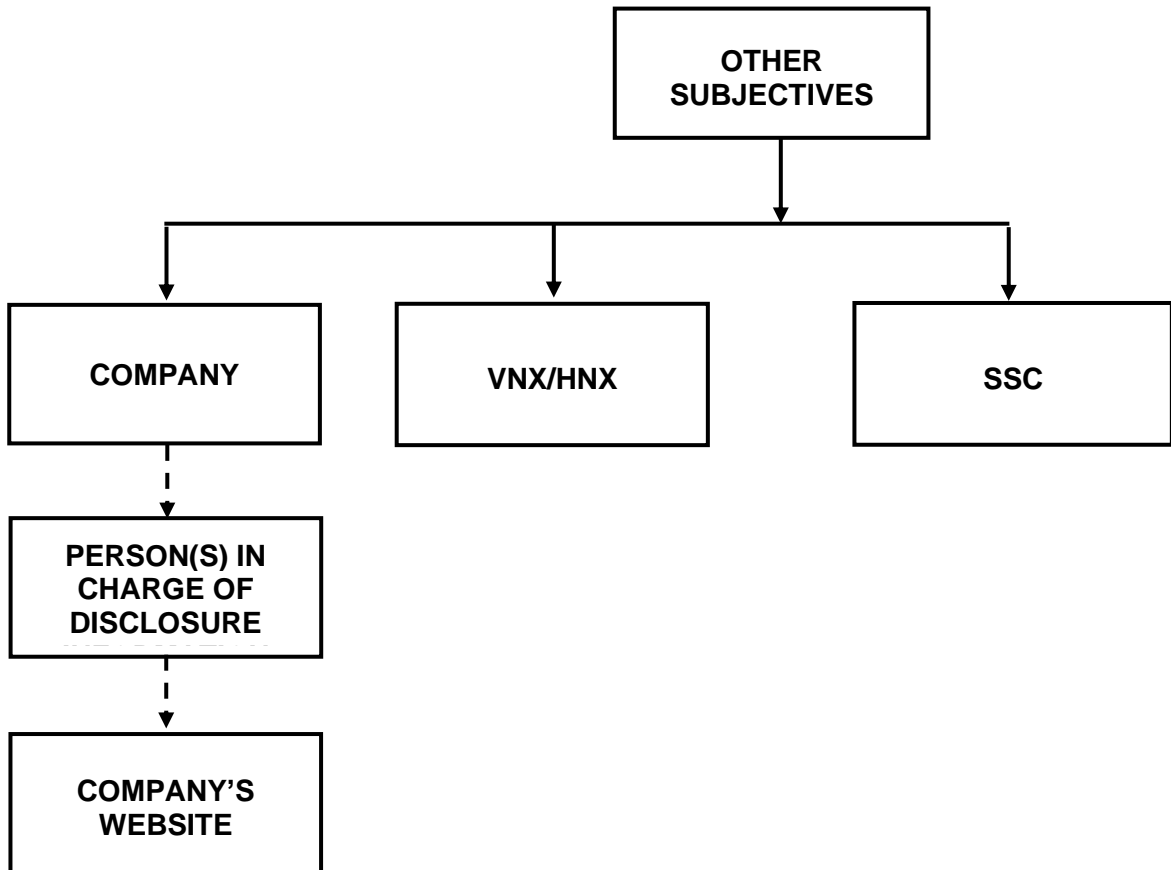 OTHER
SUBJECTIVES
COMPANY
VNX/HNX
SSC
PERSON(S) IN
CHARGE OF
DISCLOSURE
COMPANY'S
WEBSITE